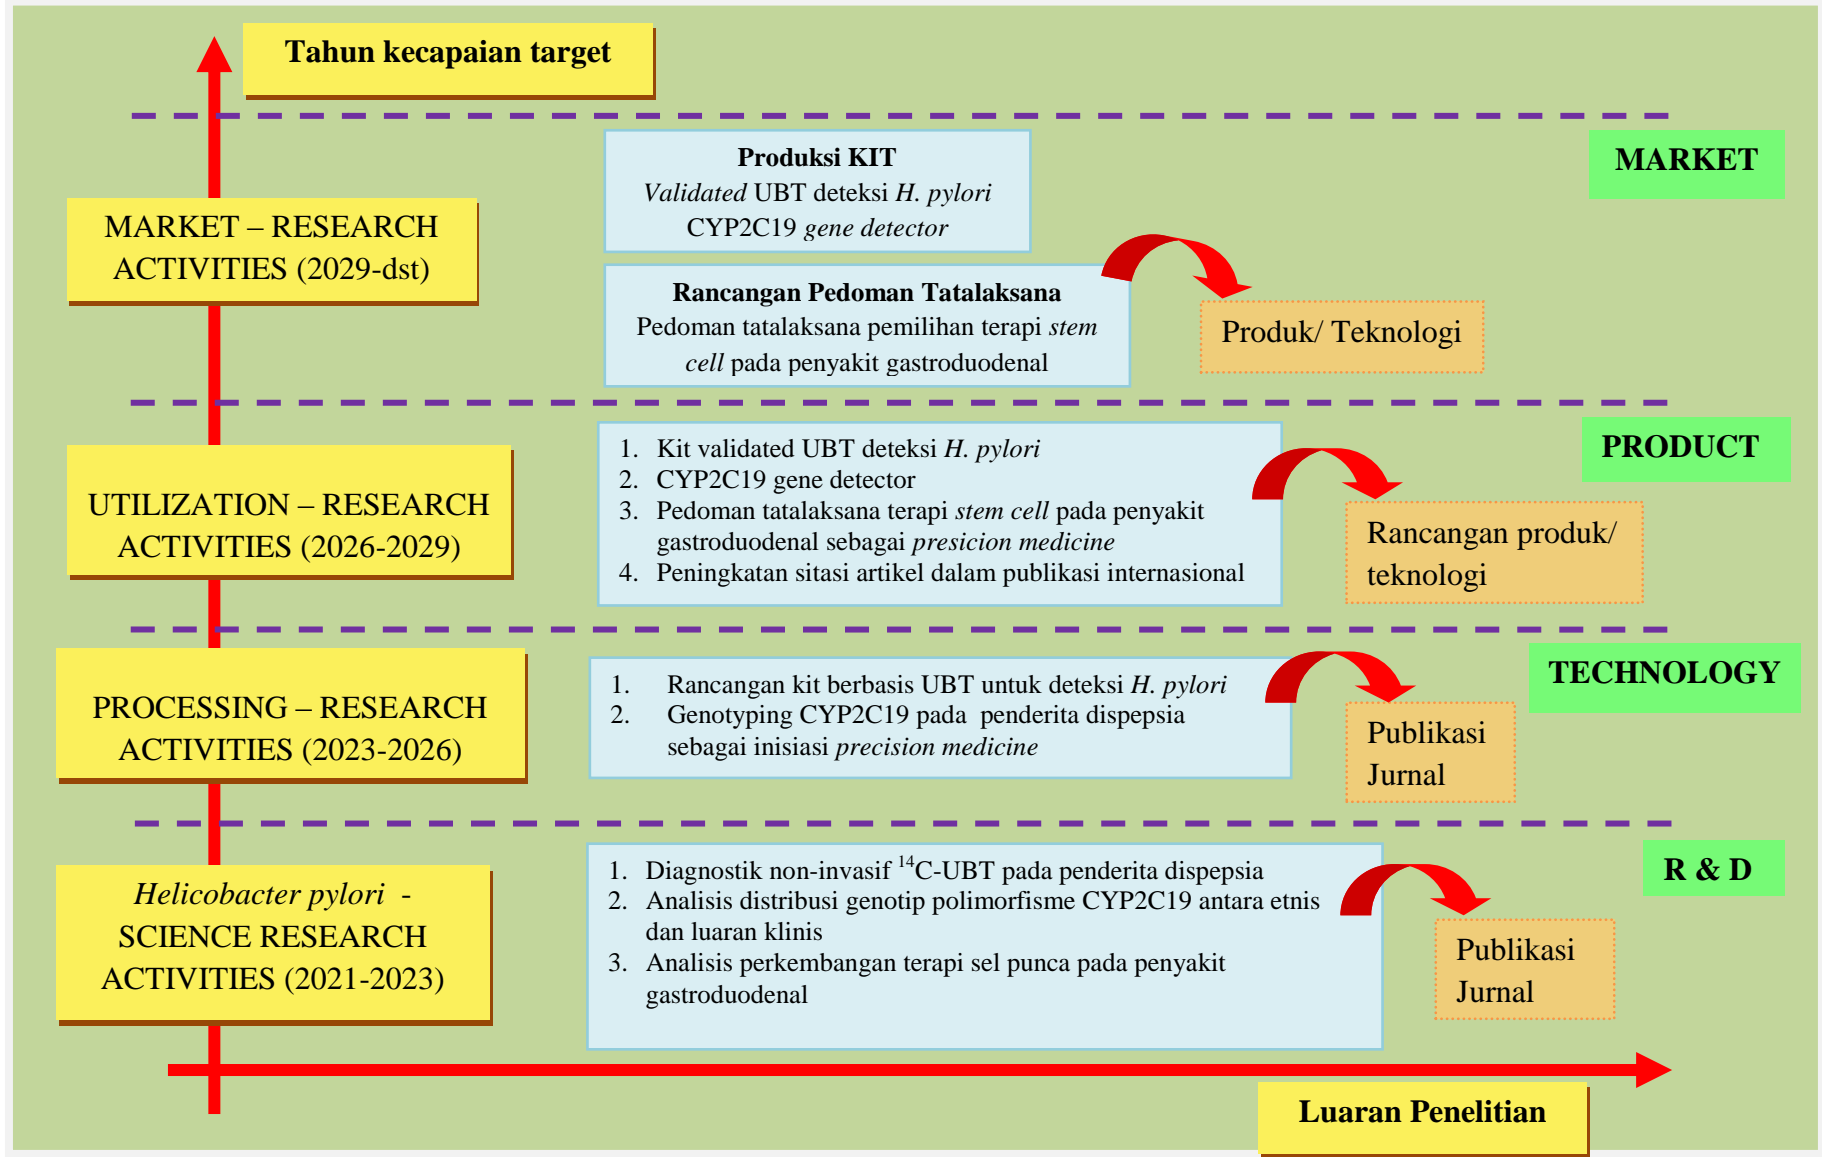 Tahun kecapaian target
MARKET
Produksi KIT
Validated UBT deteksi H. pylori
CYP2C19 gene detector
MARKET – RESEARCH
ACTIVITIES (2029-dst)
Rancangan Pedoman Tatalaksana
Pedoman tatalaksana pemilihan terapi stem
cell pada penyakit gastroduodenal
Produk/ Teknologi
PRODUCT
UTILIZATION – RESEARCH
ACTIVITIES (2026-2029)
1. Kit validated UBT deteksi H. pylori
2. CYP2C19 gene detector
3. Pedoman tatalaksana terapi stem cell pada penyakit
gastroduodenal sebagai presicion medicine
4. Peningkatan sitasi artikel dalam publikasi internasional
Rancangan produk/
teknologi
TECHNOLOGY
PROCESSING – RESEARCH
ACTIVITIES (2023-2026)
1. Rancangan kit berbasis UBT untuk deteksi H. pylori
2. Genotyping CYP2C19 pada penderita dispepsia
sebagai inisiasi precision medicine
Publikasi
Jurnal
R & D
Helicobacter pylori -
SCIENCE RESEARCH
ACTIVITIES (2021-2023)
1. Diagnostik non-invasif ¹⁴C-UBT pada penderita dispepsia
2. Analisis distribusi genotip polimorfisme CYP2C19 antara etnis
dan luaran klinis
3. Analisis perkembangan terapi sel punca pada penyakit
gastroduodenal
Publikasi
Jurnal
Luaran Penelitian